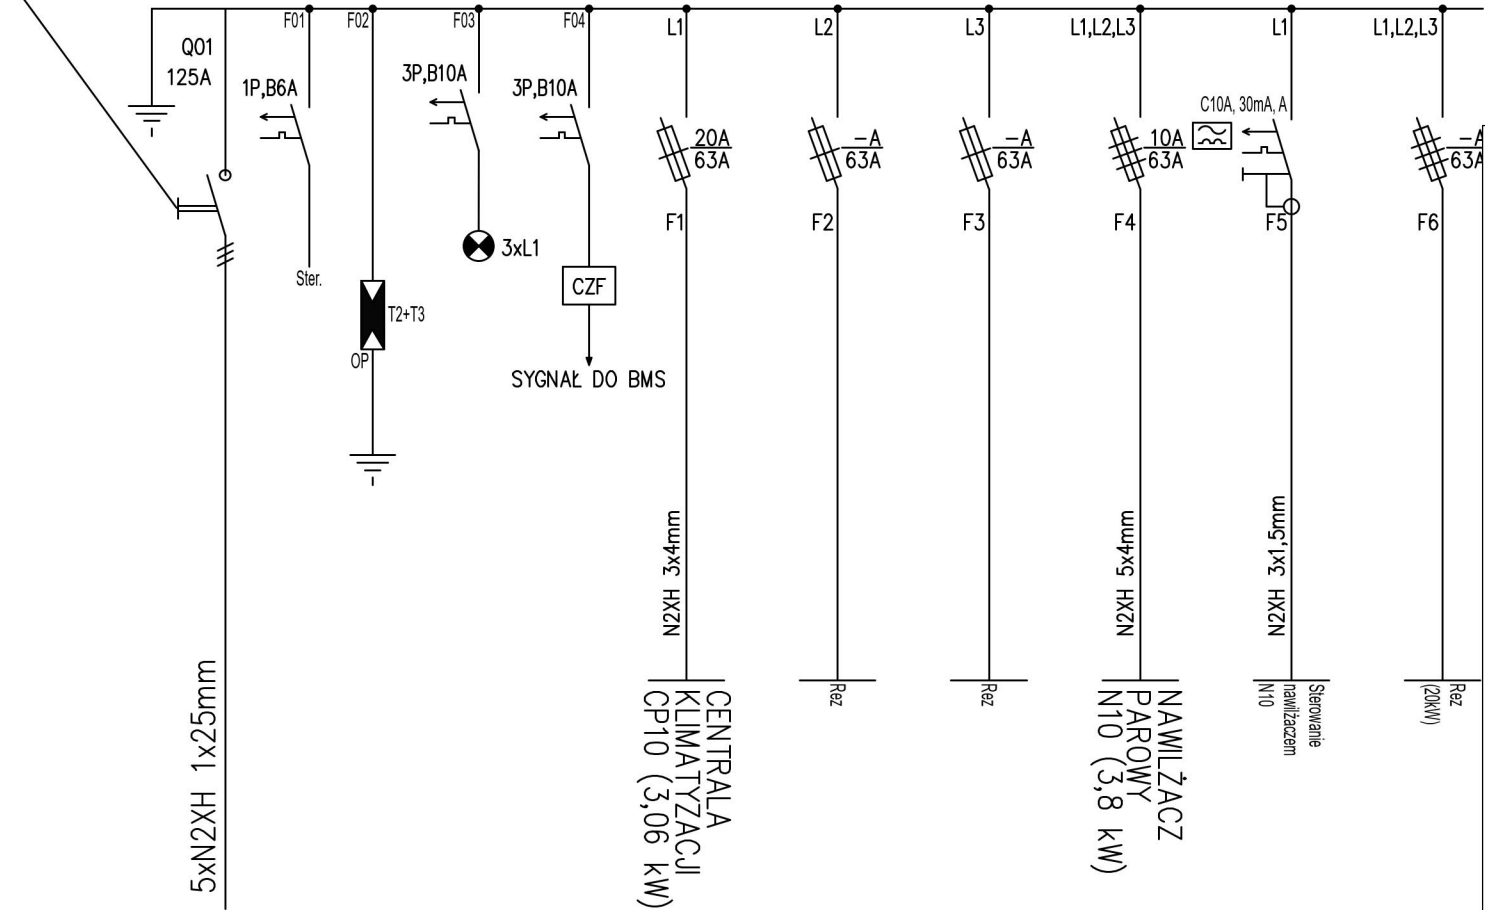 F01
F02
F03
F04
L1
L2
L3
L1,L2,L3
L1
L1,L2,L3
Q01
125A
1P,B6A
3P,B10A
3P,B10A
C10A, 30mA, A
20A
63A
-A
63A
-A
63A
10A
63A
-A
63A
F1
F2
F3
F4
F5
F6
3xL1
Ster.
CZF
T2+T3
OP
SYGNAŁ DO BMS
5xN2XH 1x25mm
N2XH 3x4mm
N2XH 5x4mm
N2XH 3x1,5mm
CENTRALA
KLIMATYZACJI
CP10 (3,06 kW)
Rez
Rez
NAWILŻACZ
PAROWY
N10 (3,8 kW)
Sterowanie
nawilżaczem
N10
Rez
(20kW)